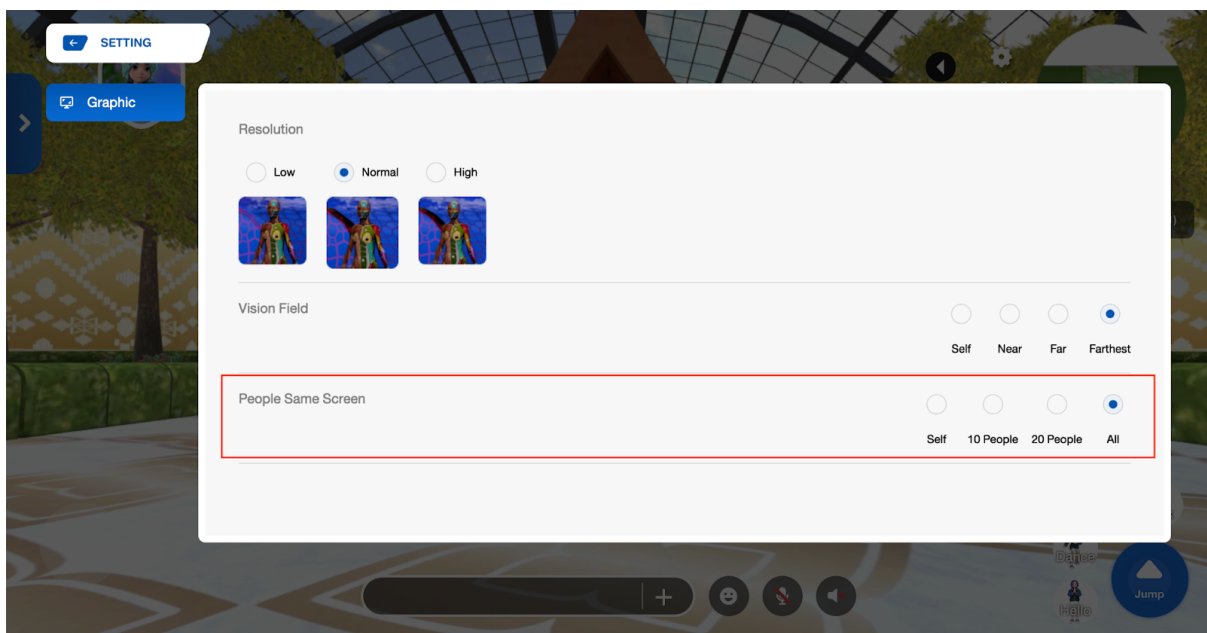 SETTING
Graphic
Resolution
Low Normal High
Vision Field
Self Near Far Farthest
People Same Screen
Self 10 People 20 People All
Dance
Hello
Jump